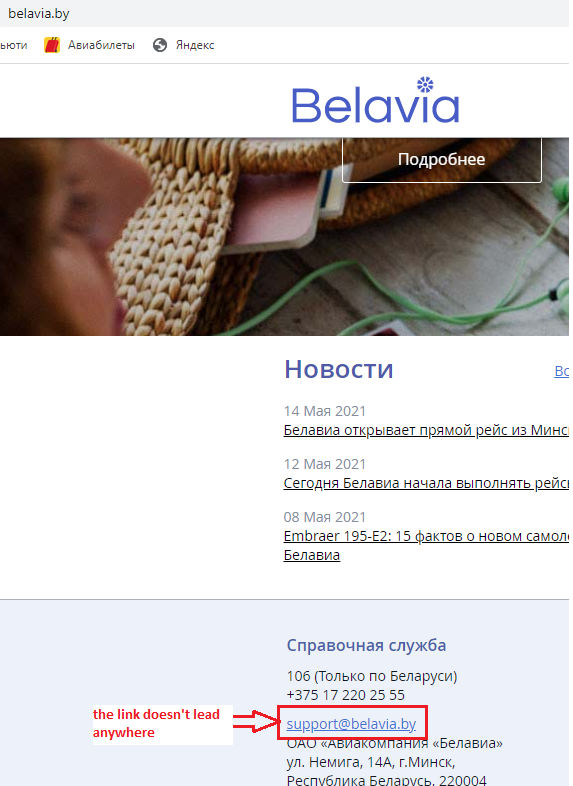 belavia.by
ьюти Авиабилеты Яндекс
Belavia
Подробнее
Новости
Вс
14 Мая 2021
Белавиа открывает прямой рейс из Минс
12 Мая 2021
Сегодня Белавиа начала выполнять рейс
08 Мая 2021
Embraer 195-E2: 15 фактов о новом самоле
Белавиа
Справочная служба
106 (Только по Беларуси)
+375 17 220 25 55
the link doesn't lead
anywhere
support@belavia.by
ОАО «Авиакомпания «Белавиа»
ул. Немига, 14А, г.Минск,
Республика Беларусь, 220004